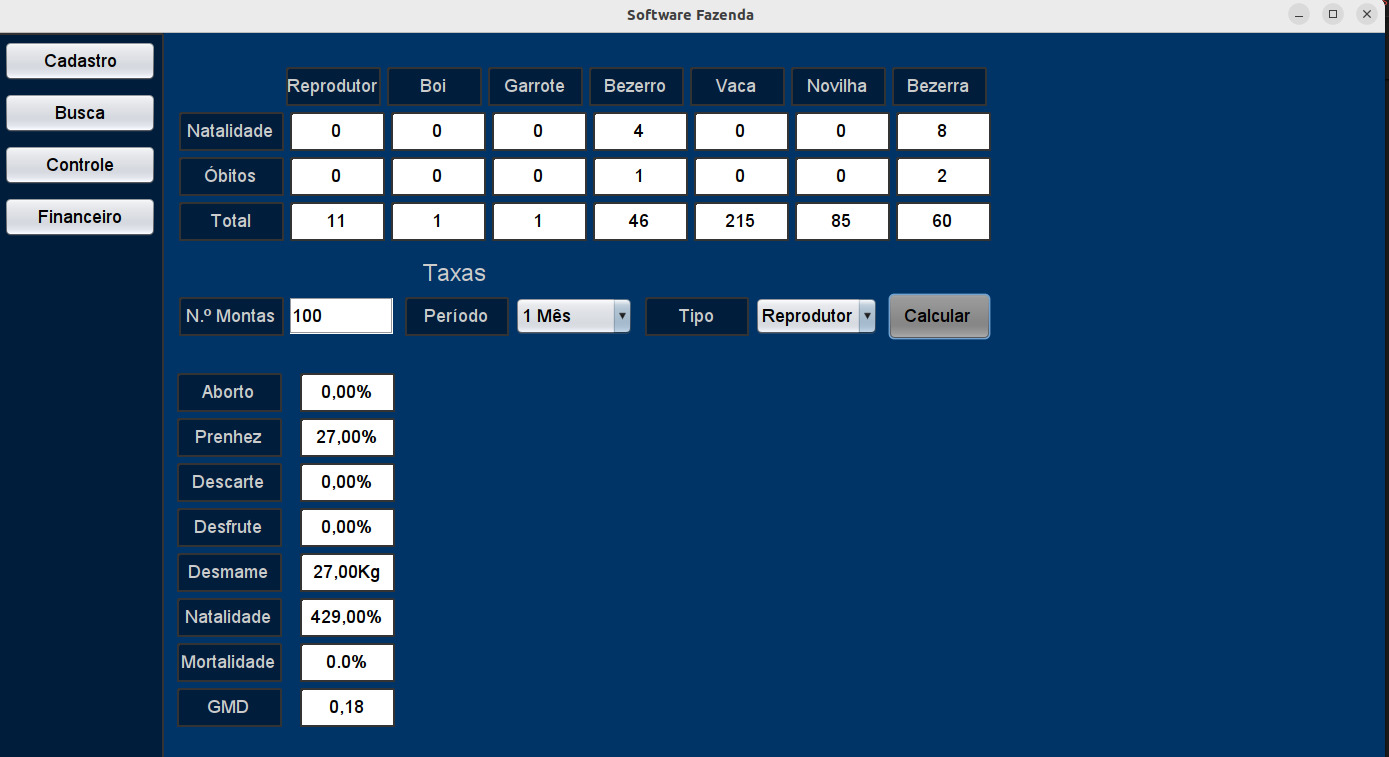 Software Fazenda
Cadastro
Busca
Controle
Financeiro
Reprodutor Boi Garrote Bezerro Vaca Novilha Bezerra
Natalidade 0 0 0 4 0 0 8
Óbitos 0 0 0 1 0 0 2
Total 11 1 1 46 215 85 60
Taxas
N.º Montas 100 Período 1 Mês Tipo Reprodutor Calcular
Aborto 0,00%
Prenhez 27,00%
Descarte 0,00%
Desfrute 0,00%
Desmame 27,00Kg
Natalidade 429,00%
Mortalidade 0.0%
GMD 0,18